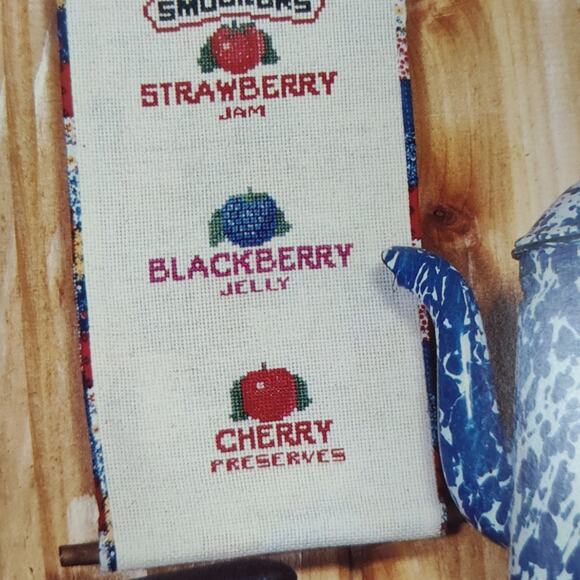 SMUCKERS
STRAWBERRY
JAM
BLACKBERRY
JELLY
CHERRY
PRESERVES